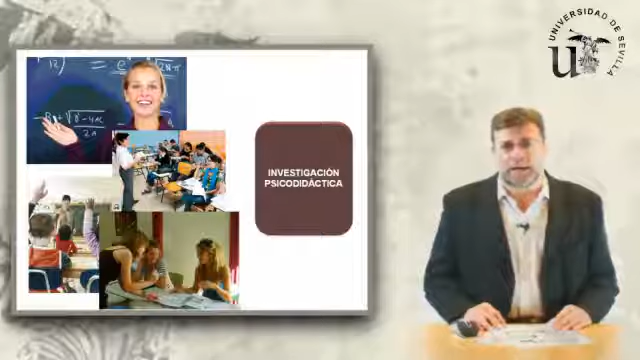 UNIVERSIDAD DE SEVILLA
INVESTIGACIÓN
PSICODIDÁCTICA